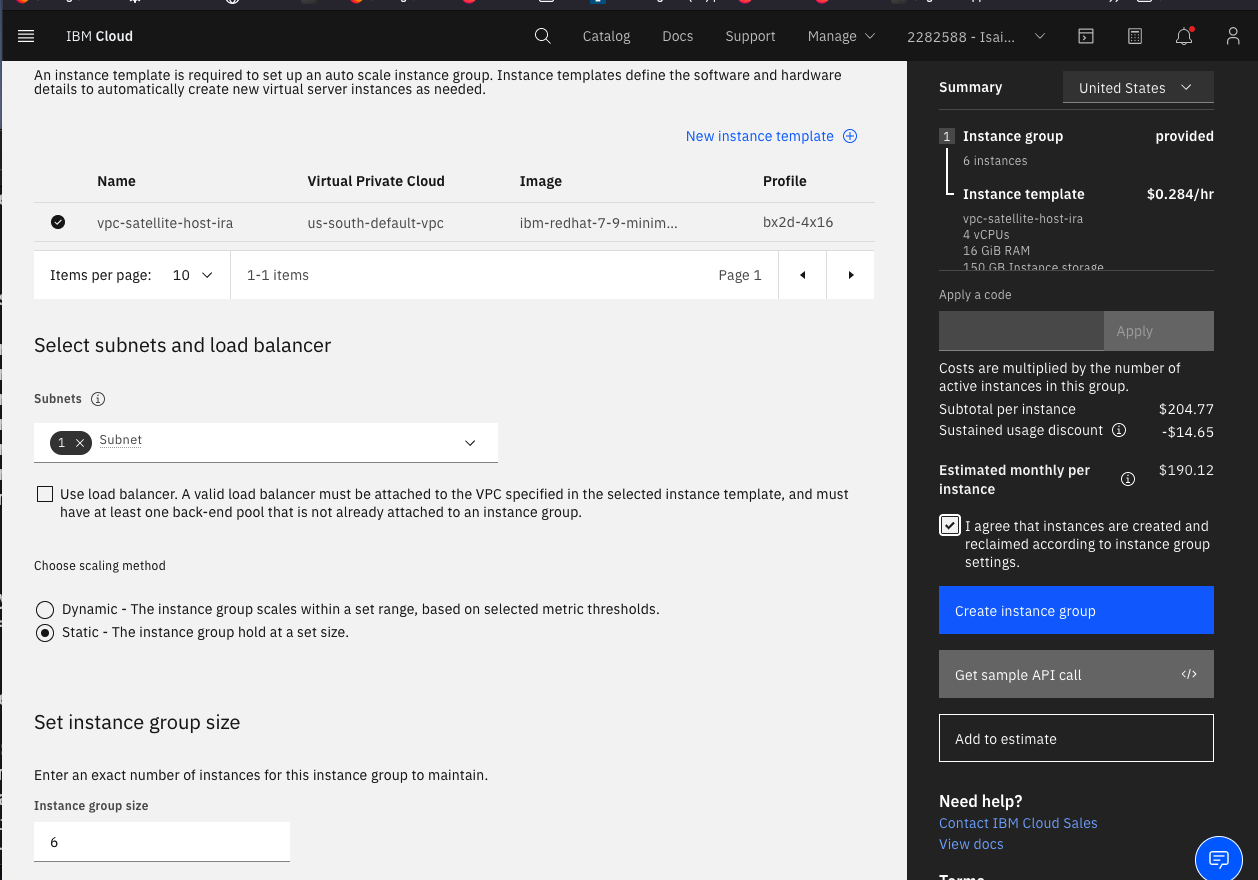 IBM Cloud
Catalog
Docs
Support
Manage
2282588 - Isai...
An instance template is required to set up an auto scale instance group. Instance templates define the software and hardware
details to automatically create new virtual server instances as needed.
New instance template
Name Virtual Private Cloud Image Profile
vpc-satellite-host-ira us-south-default-vpc ibm-redhat-7-9-minim... bx2d-4x16
Items per page: 10 1-1 items Page 1
Select subnets and load balancer
Subnets
1 Subnet
Use load balancer. A valid load balancer must be attached to the VPC specified in the selected instance template, and must
have at least one back-end pool that is not already attached to an instance group.
Choose scaling method
Dynamic - The instance group scales within a set range, based on selected metric thresholds.
Static - The instance group hold at a set size.
Set instance group size
Enter an exact number of instances for this instance group to maintain.
Instance group size
6
Summary United States
1 Instance group provided
6 instances
Instance template $0.284/hr
vpc-satellite-host-ira
4 vCPUs
16 GiB RAM
150 GB Instance storage
Apply a code
Apply
Costs are multiplied by the number of
active instances in this group.
Subtotal per instance $204.77
Sustained usage discount -$14.65
Estimated monthly per $190.12
instance
I agree that instances are created and
reclaimed according to instance group
settings.
Create instance group
Get sample API call </>
Add to estimate
Need help?
Contact IBM Cloud Sales
View docs
Terms